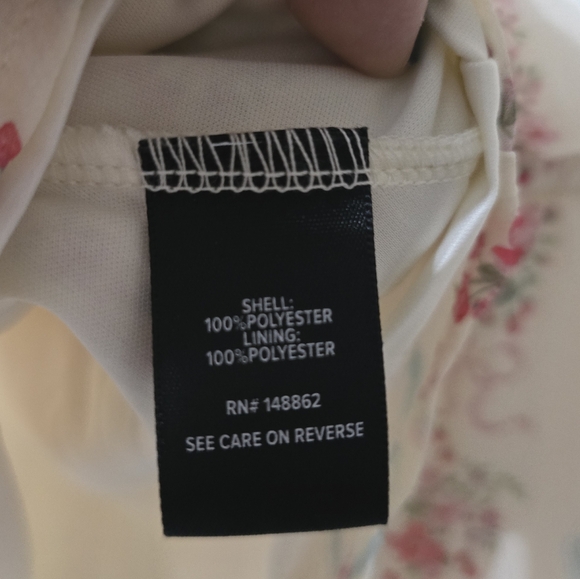 SHELL:
100%POLYESTER
LINING:
100%POLYESTER
RN# 148862
SEE CARE ON REVERSE